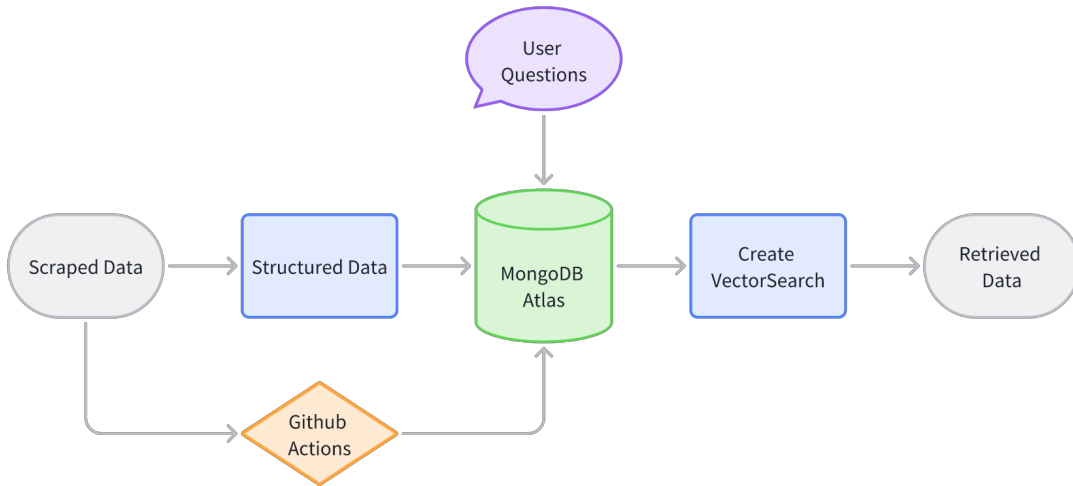 User
Questions
Scraped Data
Structured Data
MongoDB
Atlas
Create
VectorSearch
Retrieved
Data
Github
Actions